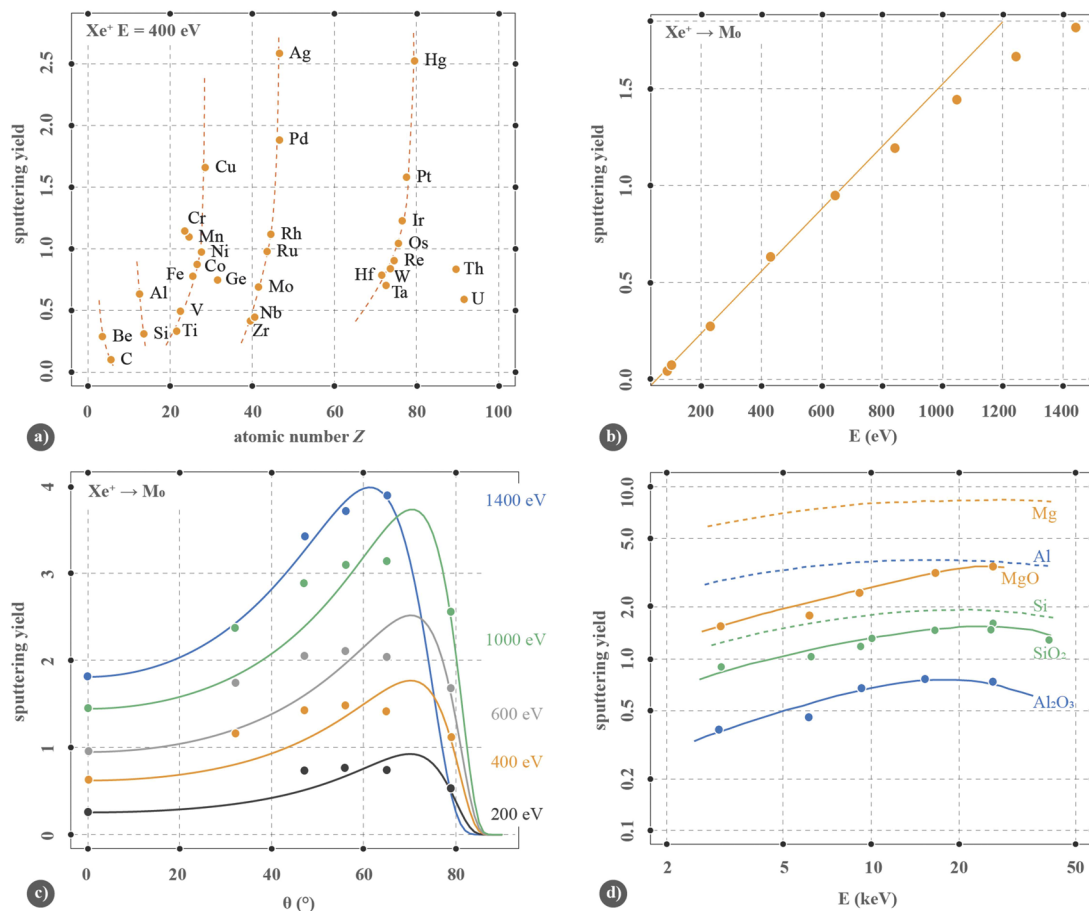 Xe⁺ E = 400 eV
sputtering yield
2.5
2.0
1.5
1.0
0.5
0.0
Ag
Hg
Pd
Cu
Pt
Cr
Mn
Ni
Co
Fe
Ge
Rh
Ru
Ir
Os
Re
Hf
W
Ta
Th
U
Al
Mo
V
Nb
Be
Si
Ti
Zr
C
0 20 40 60 80 100
atomic number Z
a)
Xe⁺ → Mo
sputtering yield
1.5
1.0
0.5
0.0
200 400 600 800 1000 1200 1400
E (eV)
b)
Xe⁺ → Mo
sputtering yield
4
3
2
1
0
1400 eV
1000 eV
600 eV
400 eV
200 eV
0 20 40 60 80
θ (°)
c)
sputtering yield
10.0
5.0
2.0
1.0
0.5
0.2
0.1
Mg
Al
MgO
Si
SiO₂
Al₂O₃
2 5 10 20 50
E (keV)
d)